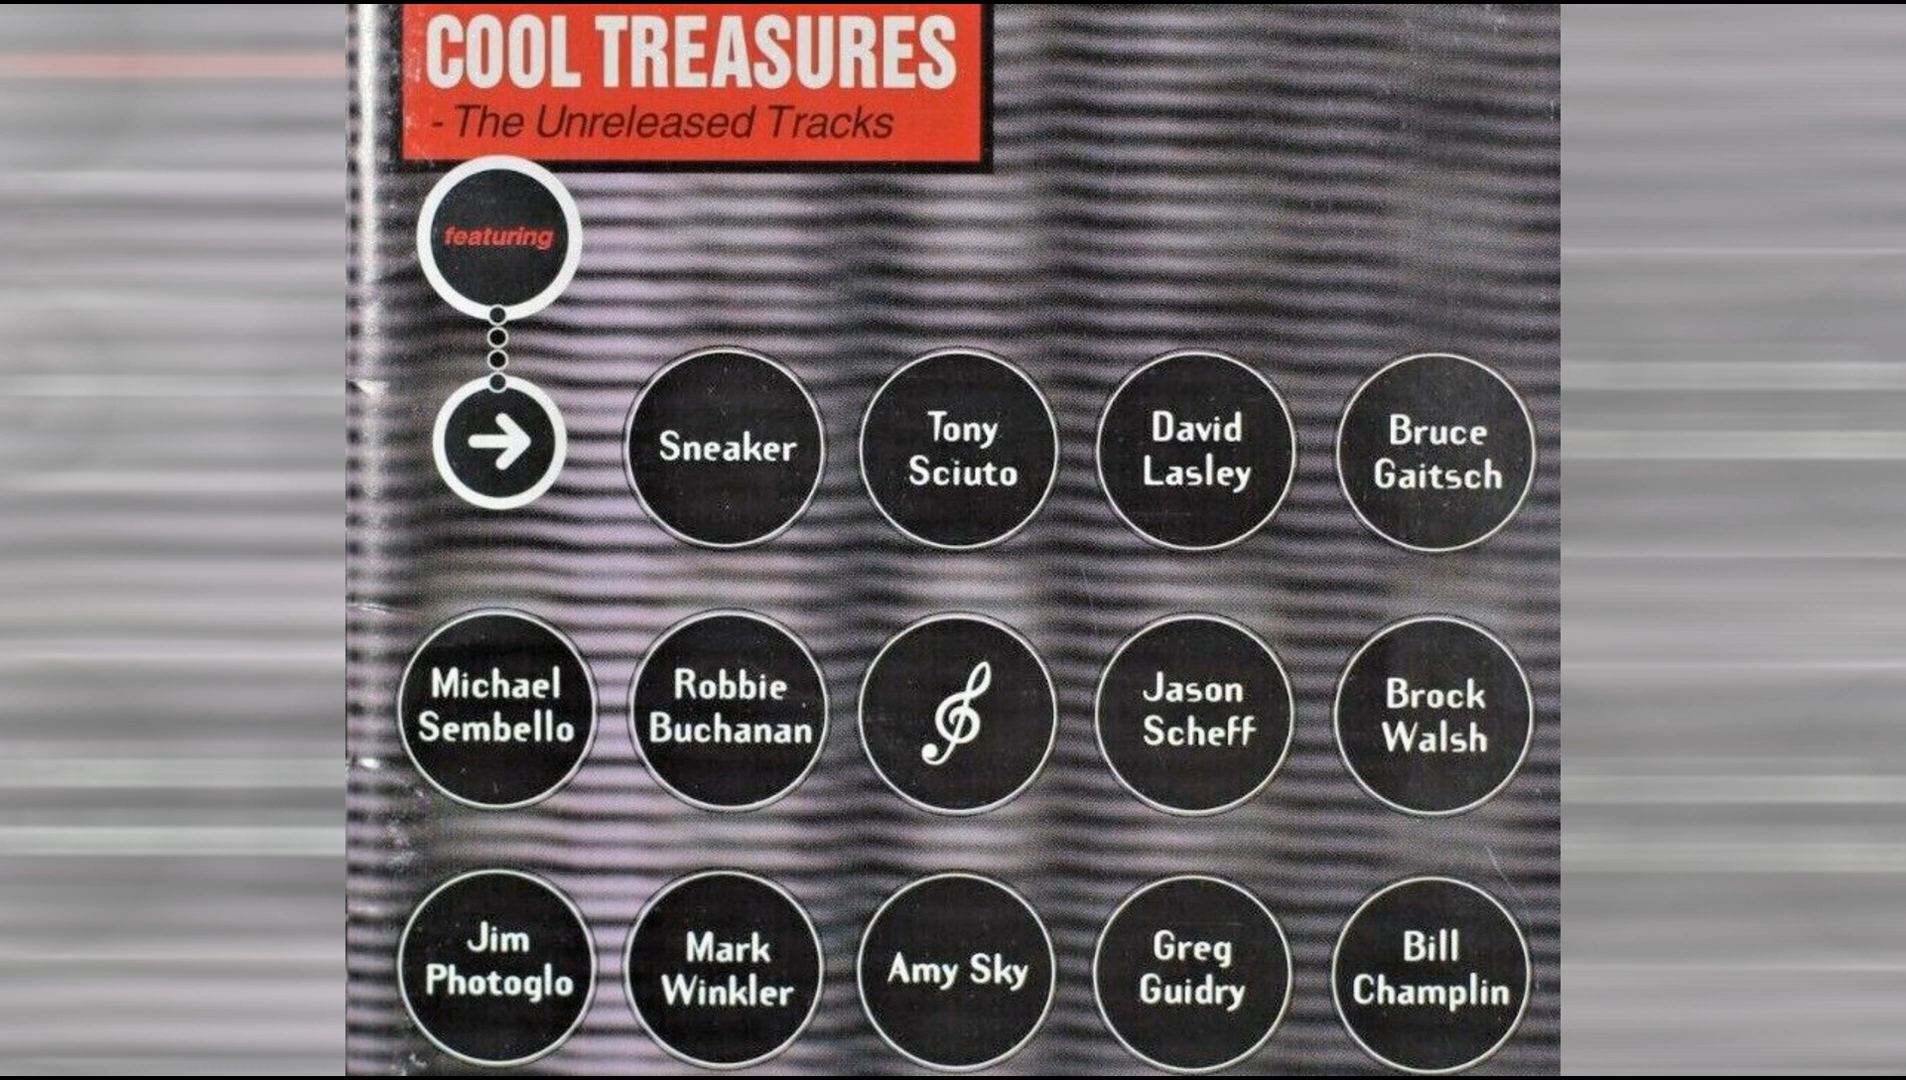 COOL TREASURES
- The Unreleased Tracks
featuring
Sneaker
Tony
Sciuto
David
Lasley
Bruce
Gaitsch
Michael
Sembello
Robbie
Buchanan
Jason
Scheff
Brock
Walsh
Jim
Photoglo
Mark
Winkler
Amy Sky
Greg
Guidry
Bill
Champlin